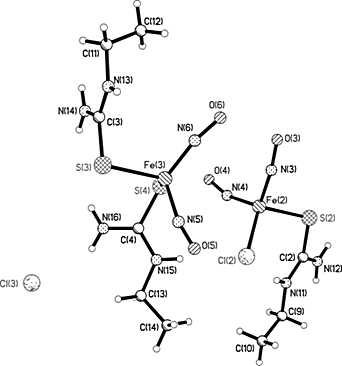 C(12)
C(11)
N(13)
N(14)
C(3)
O(6)
N(6)
O(3)
S(3)
Fe(3)
O(4)
N(3)
S(4)
N(4)
Fe(2)
N(16)
N(5)
S(2)
C(4)
O(5)
Cl(2)
C(2)
N(15)
N(12)
Cl(3)
N(11)
C(13)
C(9)
C(14)
C(10)